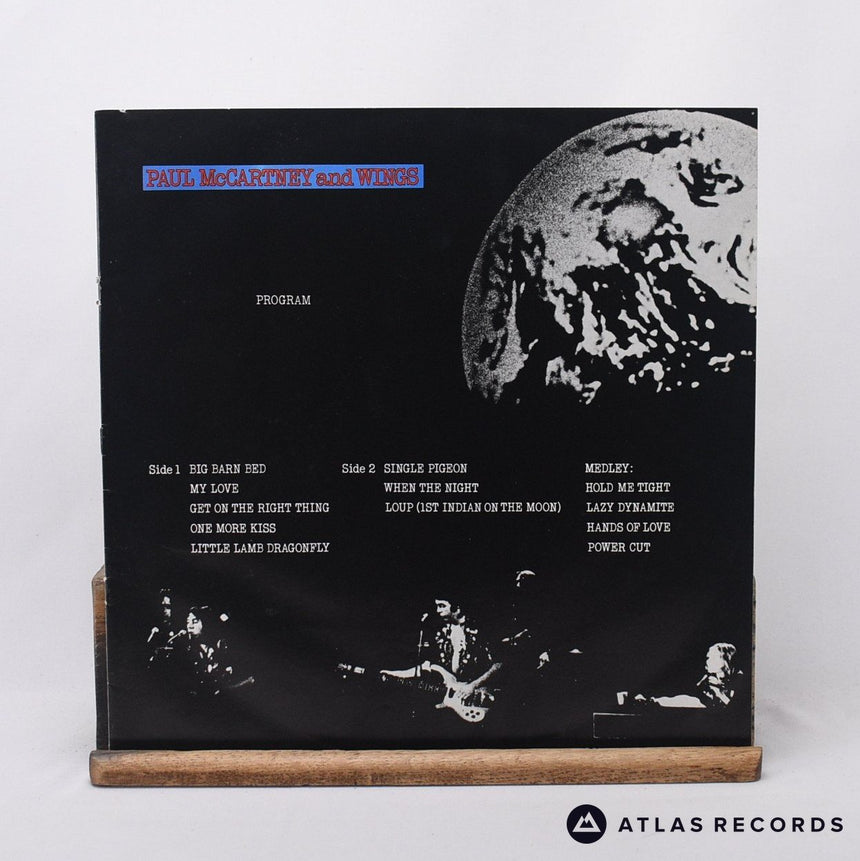 PAUL McCARTNEY and WINGS
PROGRAM
Side 1 BIG BARN BED
MY LOVE
GET ON THE RIGHT THING
ONE MORE KISS
LITTLE LAMB DRAGONFLY
Side 2 SINGLE PIGEON
WHEN THE NIGHT
LOUP (1ST INDIAN ON THE MOON)
MEDLEY:
HOLD ME TIGHT
LAZY DYNAMITE
HANDS OF LOVE
POWER CUT
ATLAS RECORDS